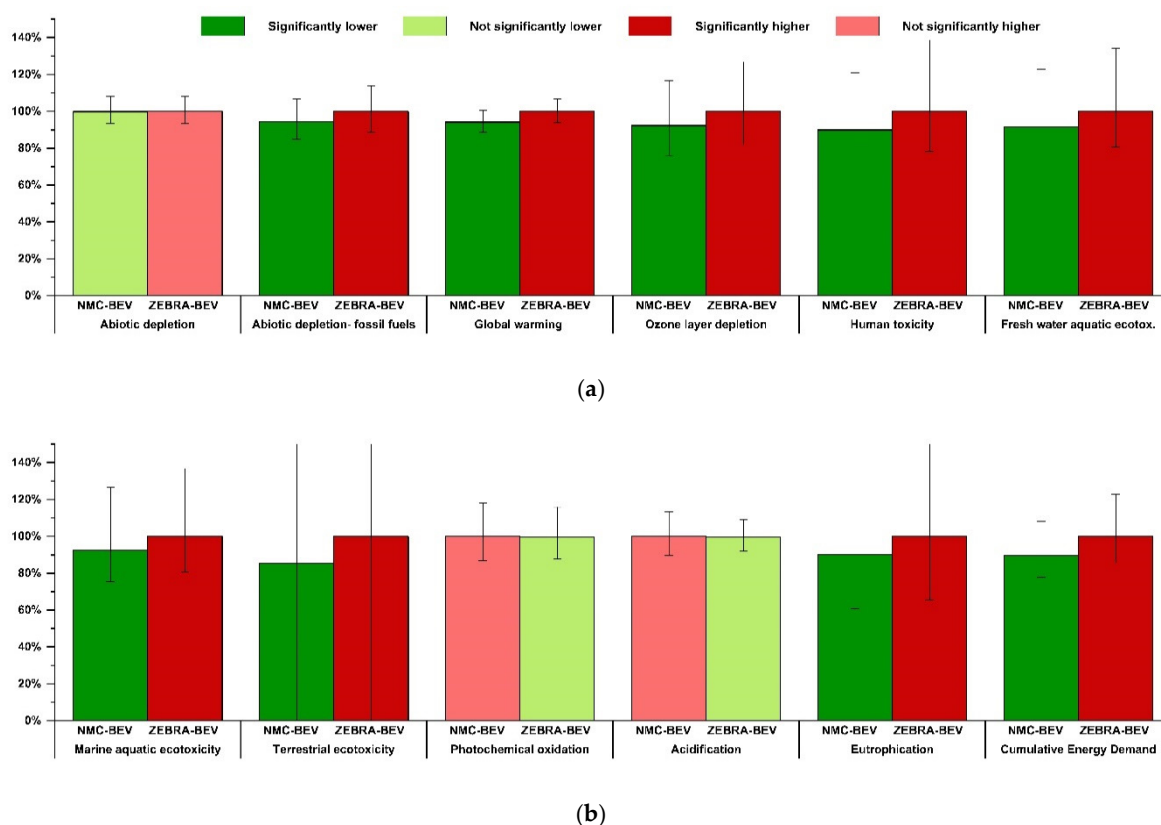 Significantly lower Not significantly lower Significantly higher Not significantly higher
140%
120%
100%
80%
60%
40%
20%
0%
NMC-BEV ZEBRA-BEV NMC-BEV ZEBRA-BEV NMC-BEV ZEBRA-BEV NMC-BEV ZEBRA-BEV NMC-BEV ZEBRA-BEV NMC-BEV ZEBRA-BEV
Abiotic depletion Abiotic depletion- fossil fuels Global warming Ozone layer depletion Human toxicity Fresh water aquatic ecotox.
(a)
140%
120%
100%
80%
60%
40%
20%
0%
NMC-BEV ZEBRA-BEV NMC-BEV ZEBRA-BEV NMC-BEV ZEBRA-BEV NMC-BEV ZEBRA-BEV NMC-BEV ZEBRA-BEV NMC-BEV ZEBRA-BEV
Marine aquatic ecotoxicity Terrestrial ecotoxicity Photochemical oxidation Acidification Eutrophication Cumulative Energy Demand
(b)